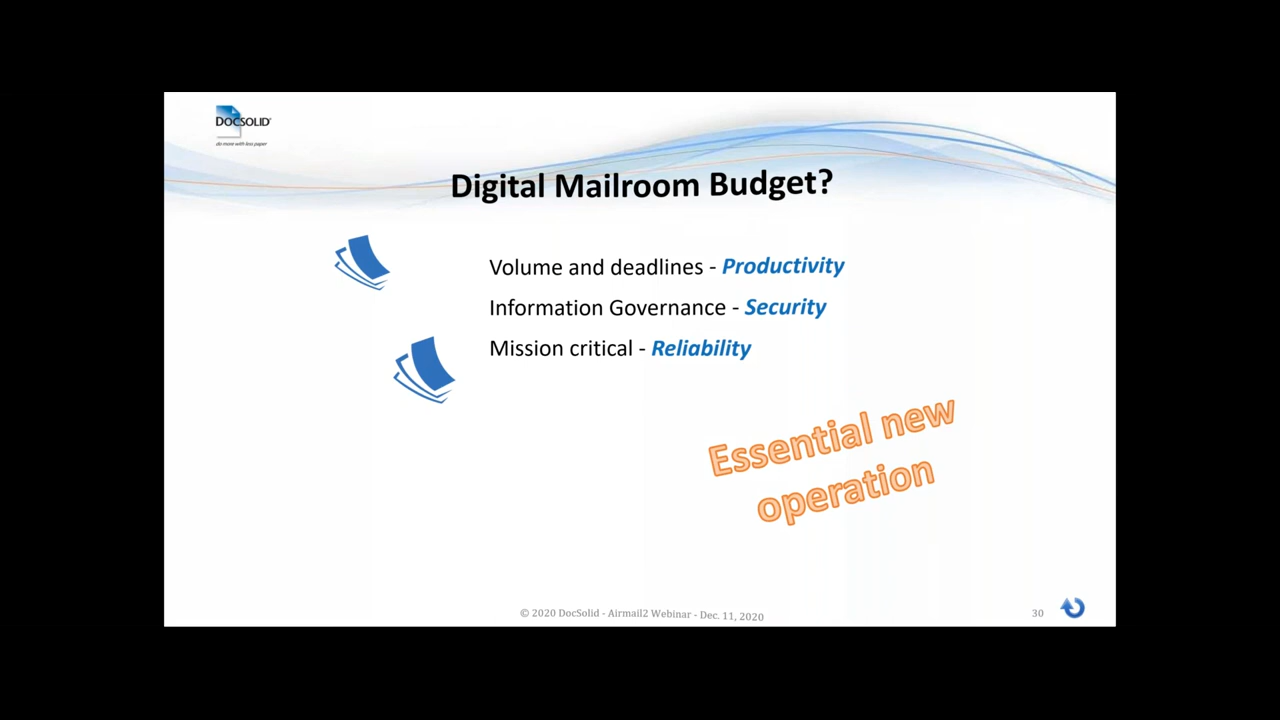 DOCSOLID
do more with less paper
Digital Mailroom Budget?
Volume and deadlines - Productivity
Information Governance - Security
Mission critical - Reliability
Essential new
operation
© 2020 DocSolid - Airmail2 Webinar - Dec. 11, 2020
30